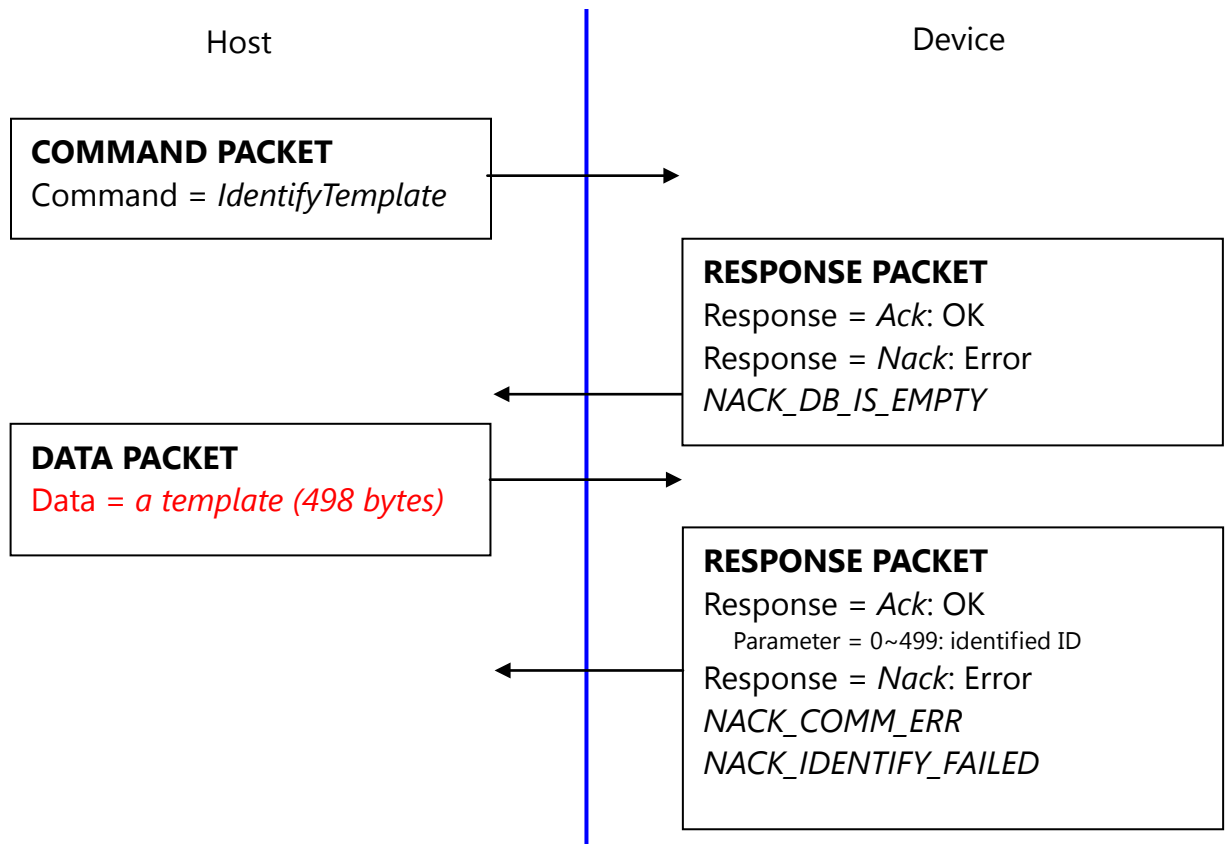 Host
Device
COMMAND PACKET
Command = IdentifyTemplate
RESPONSE PACKET
Response = Ack: OK
Response = Nack: Error
NACK_DB_IS_EMPTY
DATA PACKET
Data = a template (498 bytes)
RESPONSE PACKET
Response = Ack: OK
Parameter = 0~499: identified ID
Response = Nack: Error
NACK_COMM_ERR
NACK_IDENTIFY_FAILED